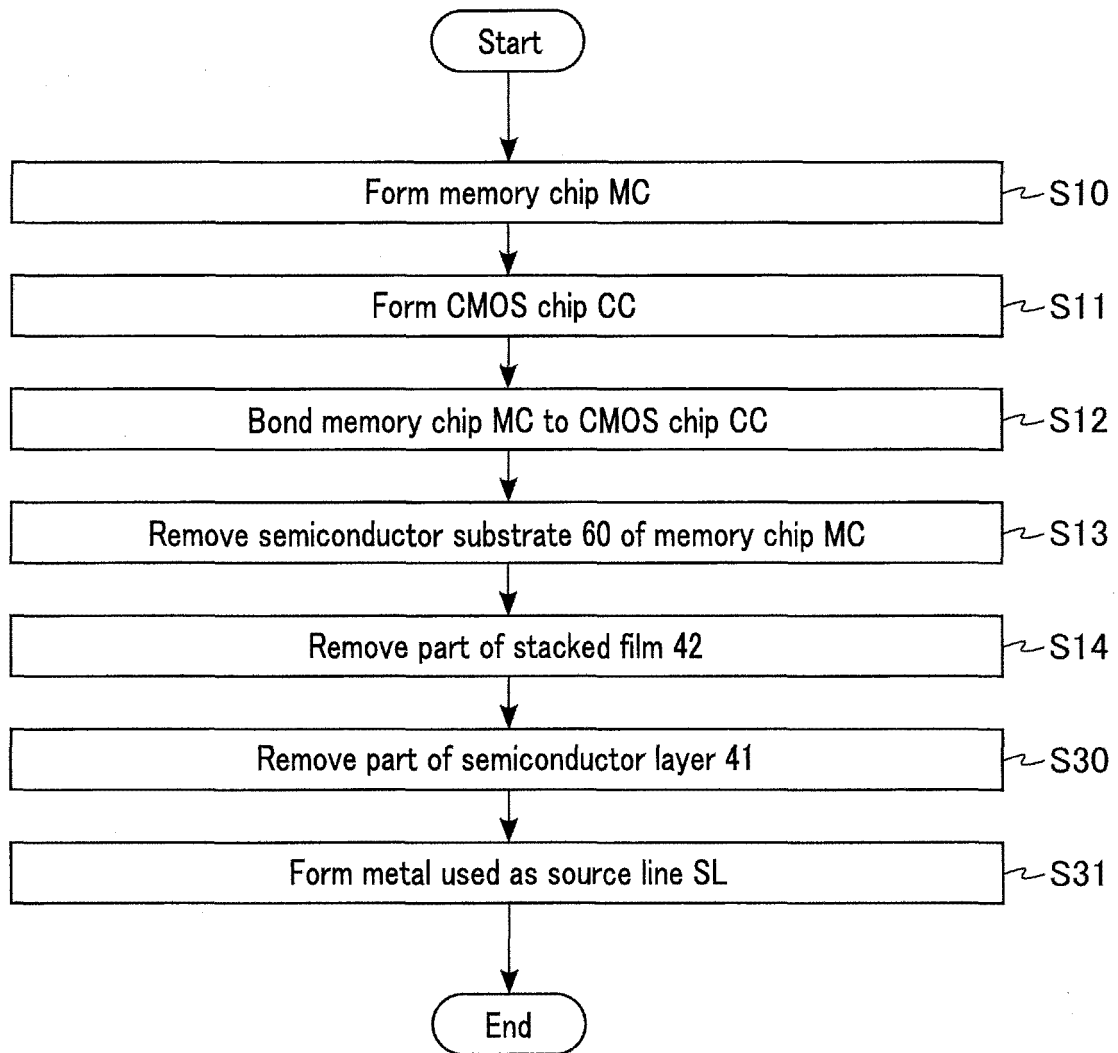 Start
Form memory chip MC S10
Form CMOS chip CC S11
Bond memory chip MC to CMOS chip CC S12
Remove semiconductor substrate 60 of memory chip MC S13
Remove part of stacked film 42 S14
Remove part of semiconductor layer 41 S30
Form metal used as source line SL S31
End